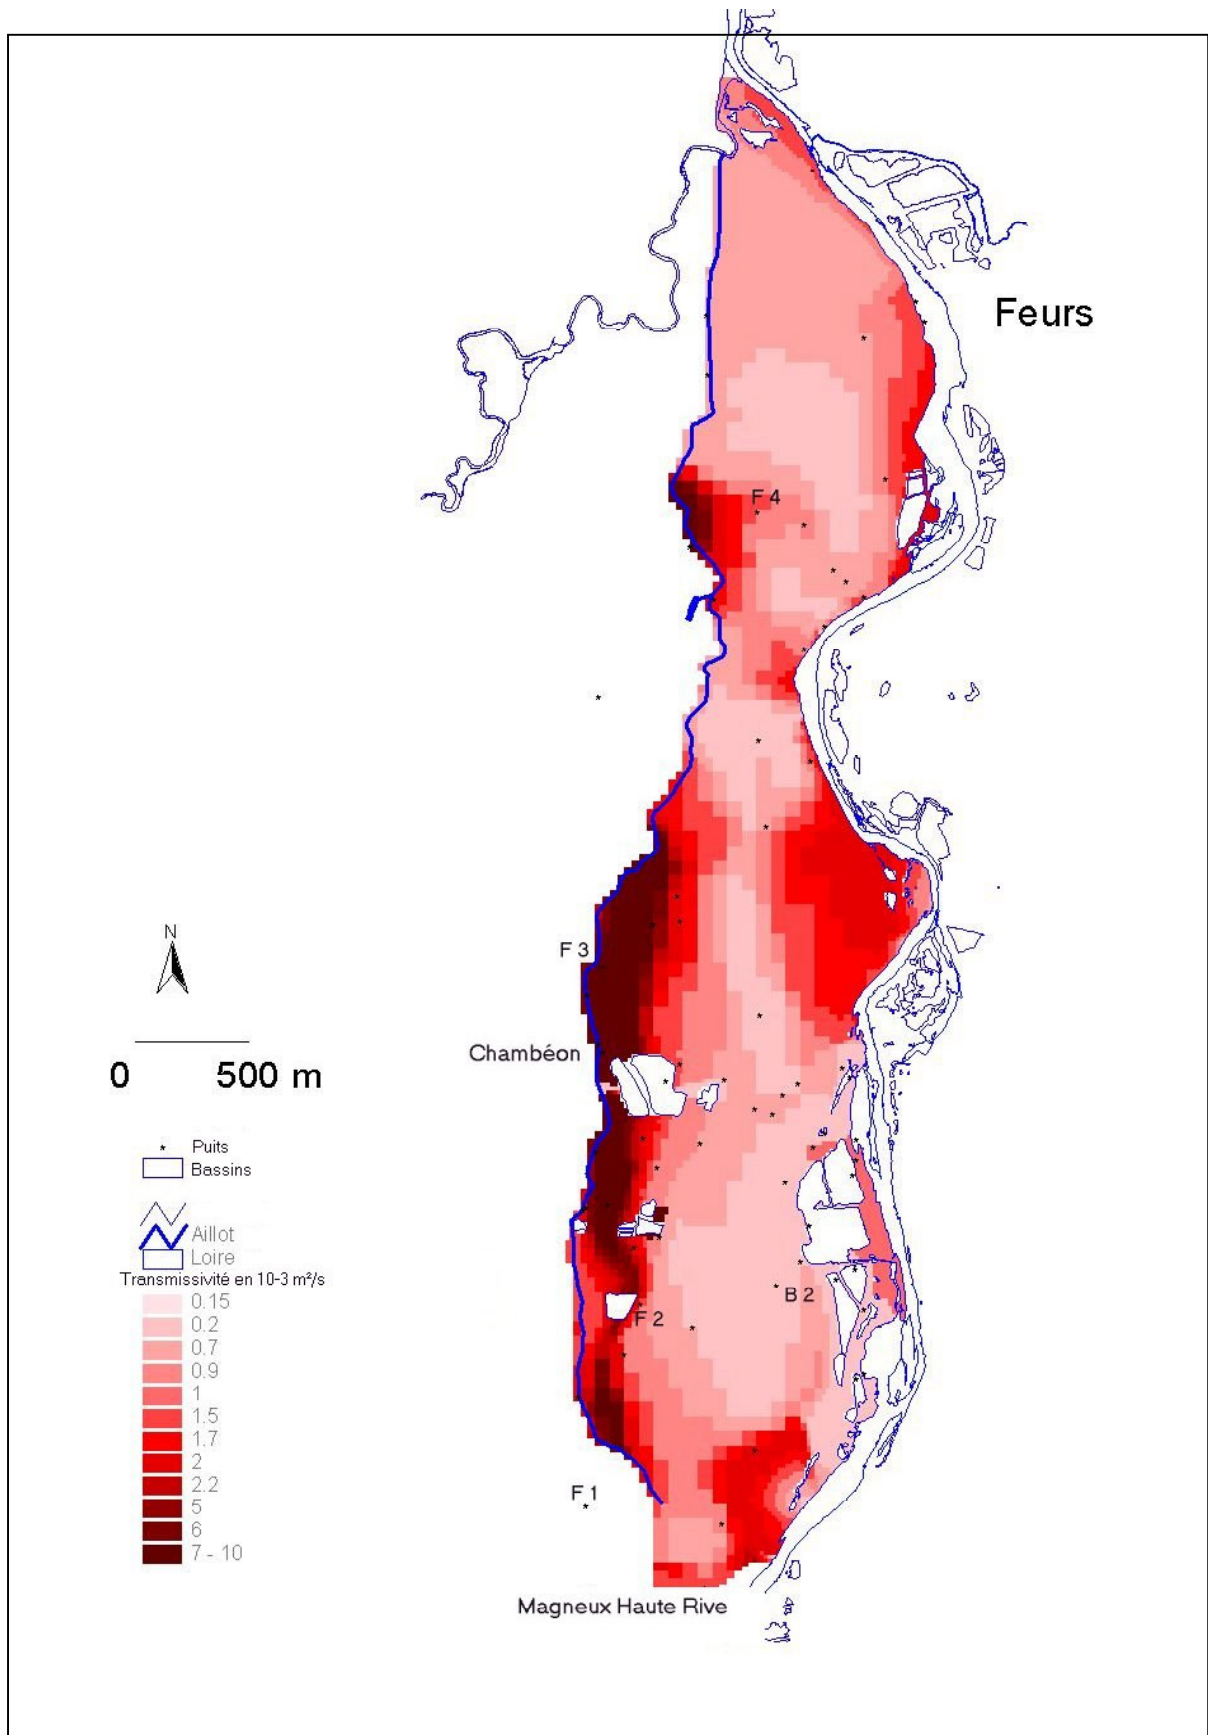 Feurs
F 4
N
F 3
Chambéon
0 500 m
* Puits
Bassins
Aillot
Loire
Transmissivité en 10-3 m²/s
0.15
0.2
0.7
0.9
1
1.5
1.7
2
2.2
5
6
7 - 10
B 2
F 2
F 1
Magneux Haute Rive